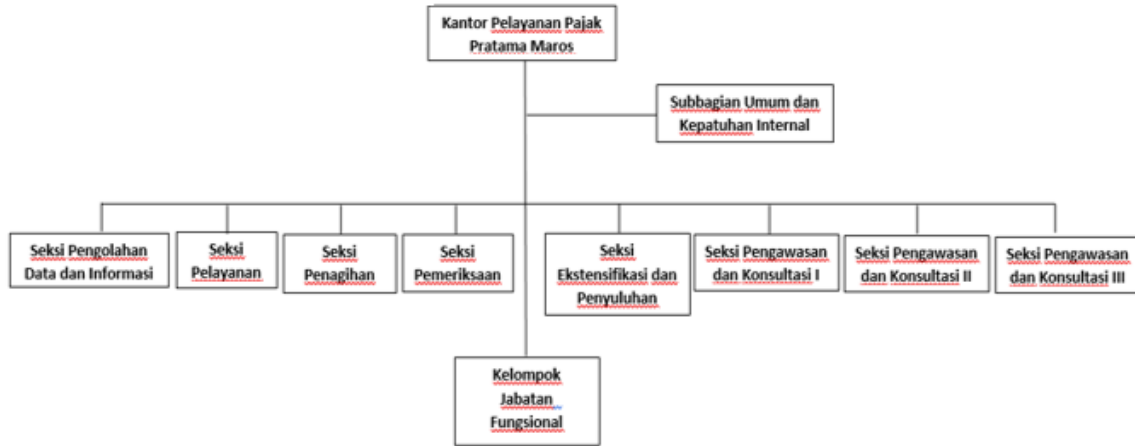 Kantor Pelayanan Pajak
Pratama Maros
Subbagian Umum dan
Kepatuhan Internal
Seksi Pengolahan
Data dan Informasi
Seksi
Pelayanan
Seksi
Penagihan
Seksi
Pemeriksaan
Seksi
Ekstensifikasi dan
Penyuluhan
Seksi Pengawasan
dan Konsultasi I
Seksi Pengawasan
dan Konsultasi II
Seksi Pengawasan
dan Konsultasi III
Kelompok
Jabatan
Fungsional